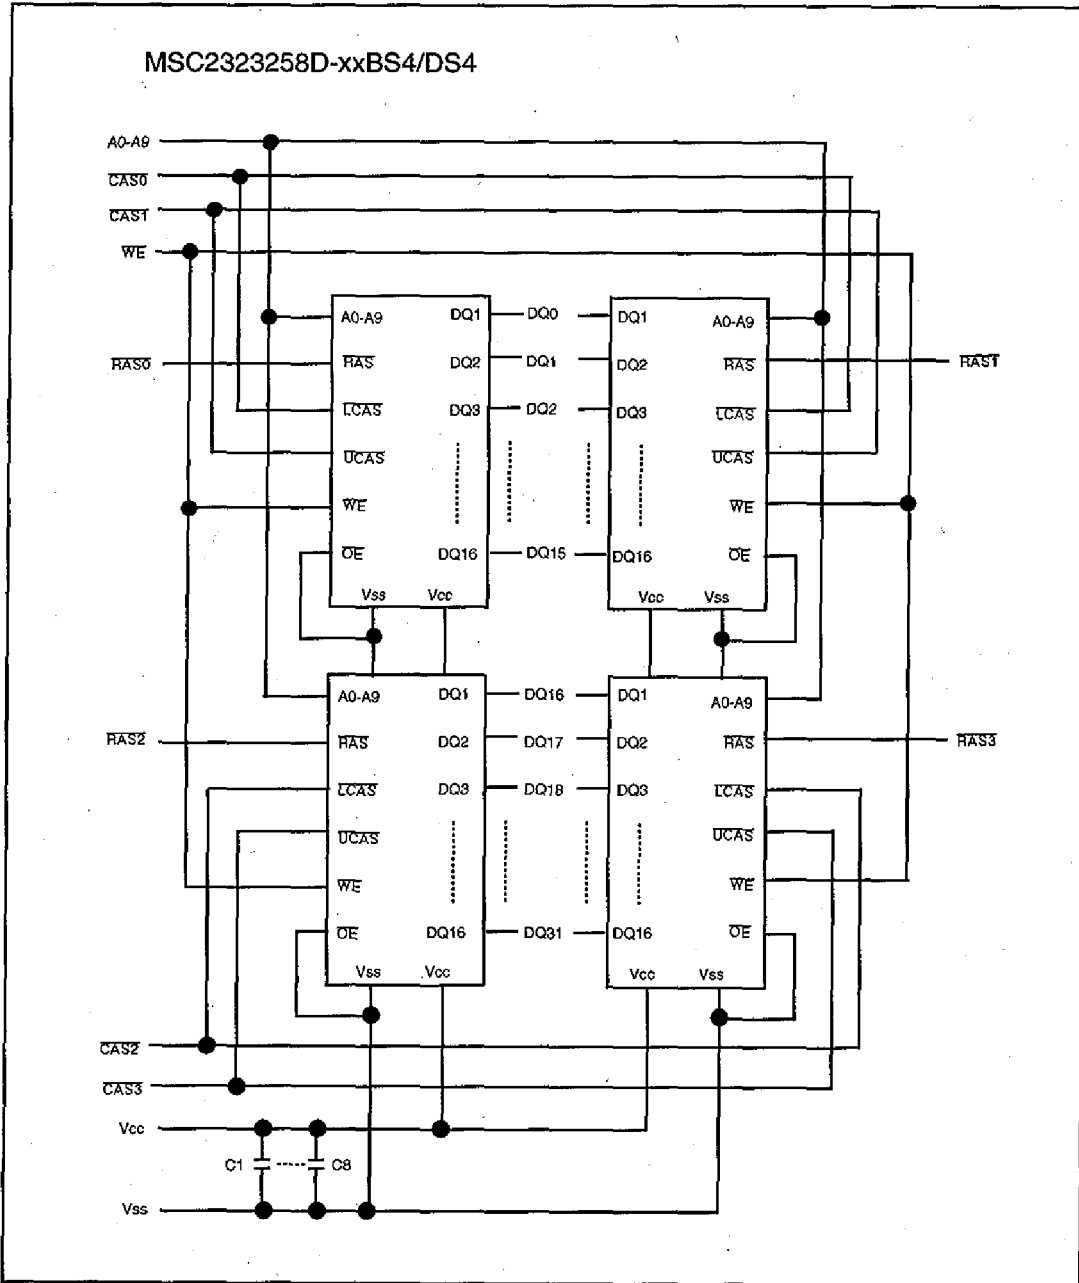 MSC2323258D-xxBS4/DS4
A0-A9
CAS0
CAS1
WE
A0-A9 DQ1 DQ0 DQ1 A0-A9
RAS0 RAS DQ2 DQ1 DQ2 RAS RAS1
LCAS DQ3 DQ2 DQ3 LCAS
UCAS UCAS
WE WE
OE DQ16 DQ15 DQ16 OE
Vss Vcc Vcc Vss
A0-A9 DQ1 DQ16 DQ1 A0-A9
RAS2 RAS DQ2 DQ17 DQ2 RAS RAS3
LCAS DQ3 DQ18 DQ3 LCAS
UCAS UCAS
WE WE
OE DQ16 DQ31 DQ16 OE
Vss Vcc Vcc Vss
CAS2
CAS3
Vcc
C1 C8
Vss